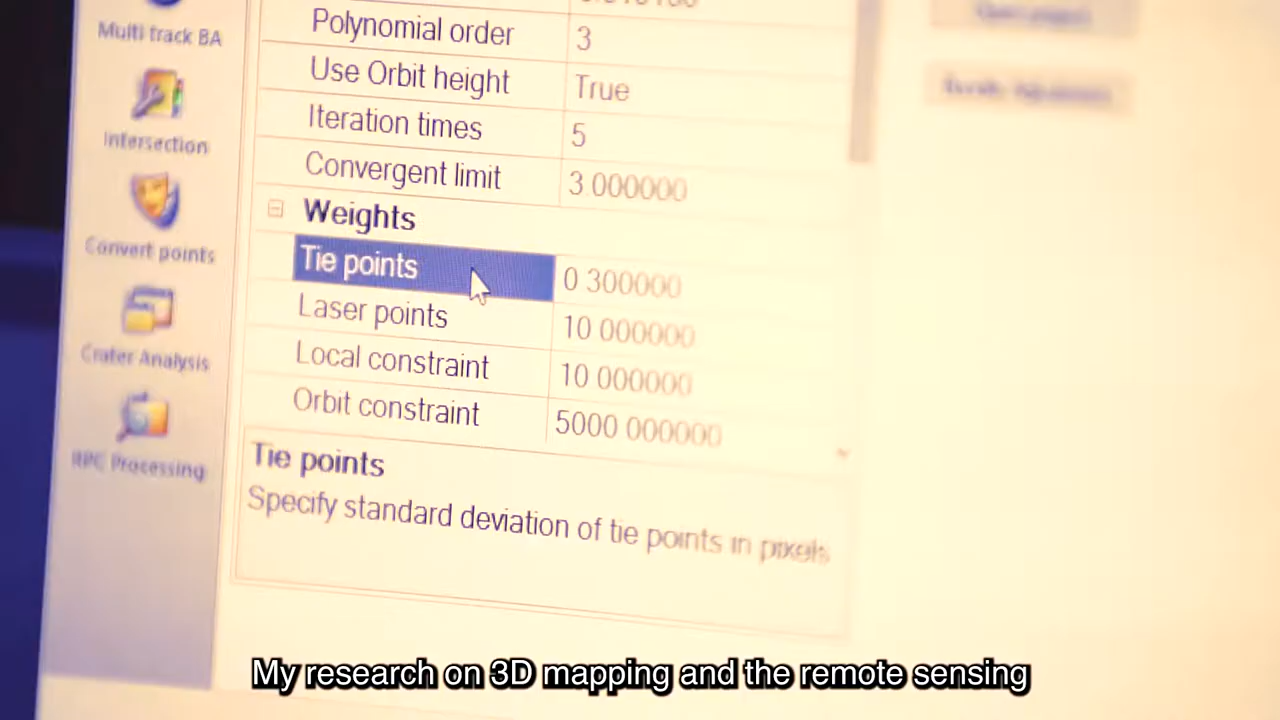 Multi track BA
Intersection
Convert points
Crater Analysis
RPC Processing
Polynomial order 3
Use Orbit height True
Iteration times 5
Convergent limit 3 000000
Weights
Tie points 0 300000
Laser points 10 000000
Local constraint 10 000000
Orbit constraint 5000 000000
Tie points
Specify standard deviation of tie points in pixels
My research on 3D mapping and the remote sensing